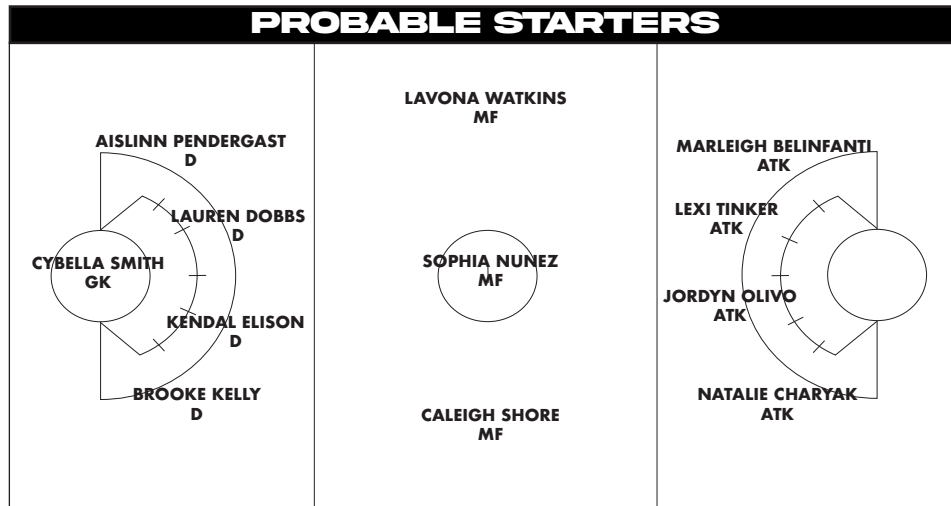 PROBABLE STARTERS
AISLINN PENDERGAST
D
LAUREN DOBBS
D
CYBELLA SMITH
GK
KENDAL ELISON
D
BROOKE KELLY
D
LAVONA WATKINS
MF
SOPHIA NUNEZ
MF
CALEIGH SHORE
MF
MARLEIGH BELINFANTI
ATK
LEXI TINKER
ATK
JORDYN OLIVO
ATK
NATALIE CHARYAK
ATK